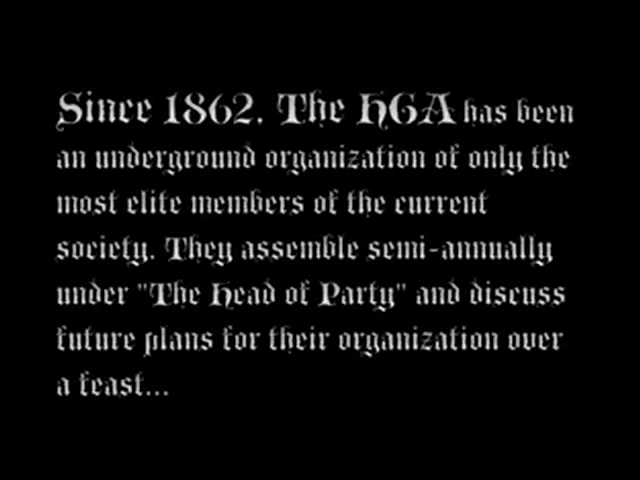 Since 1862. The HGA has been
an underground organization of only the
most elite members of the current
society. They assemble semi-annually
under "The Head of Party" and discuss
future plans for their organization over
a feast...